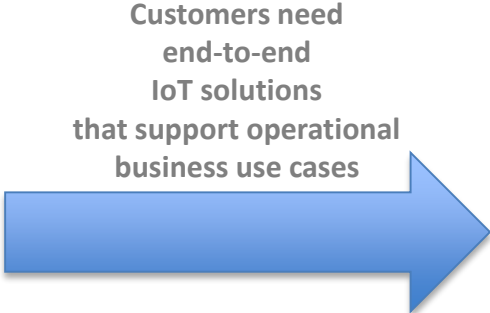 Customers need
end-to-end
IoT solutions
that support operational
business use cases